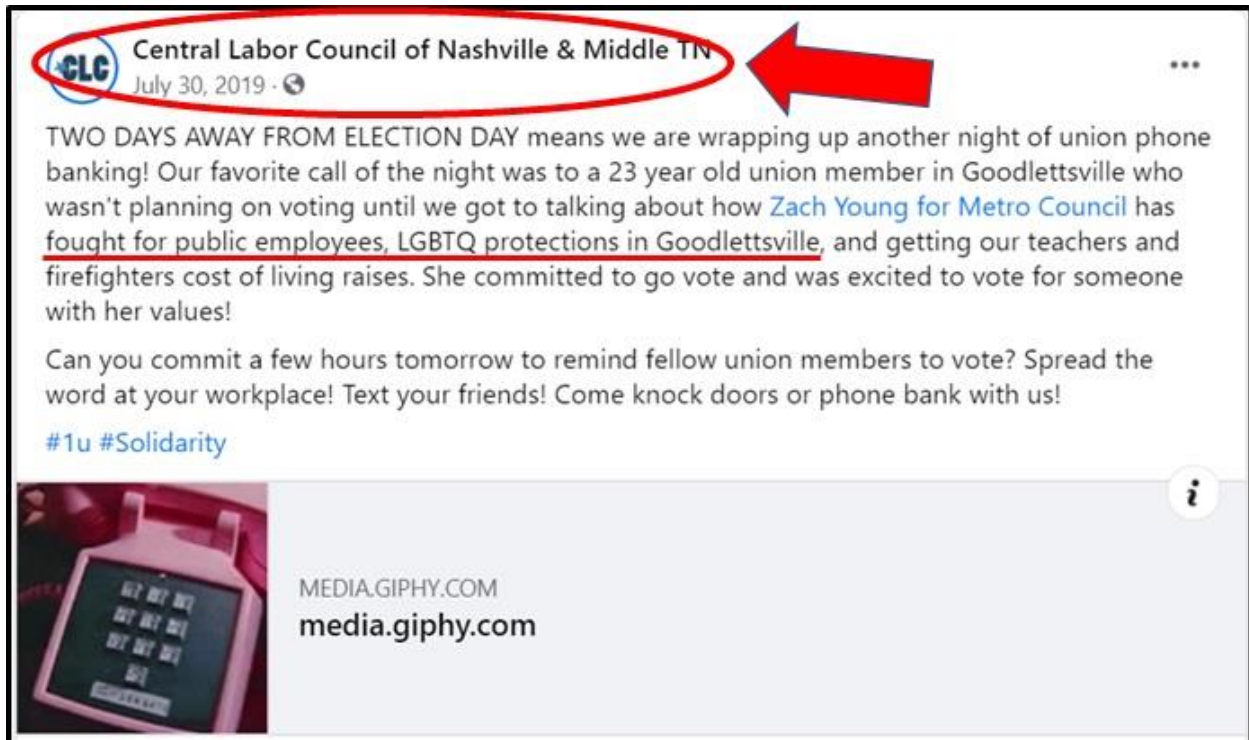 CLC
Central Labor Council of Nashville & Middle TN
July 30, 2019 ·
TWO DAYS AWAY FROM ELECTION DAY means we are wrapping up another night of union phone
banking! Our favorite call of the night was to a 23 year old union member in Goodlettsville who
wasn't planning on voting until we got to talking about how Zach Young for Metro Council has
fought for public employees, LGBTQ protections in Goodlettsville, and getting our teachers and
firefighters cost of living raises. She committed to go vote and was excited to vote for someone
with her values!
Can you commit a few hours tomorrow to remind fellow union members to vote? Spread the
word at your workplace! Text your friends! Come knock doors or phone bank with us!
#1u #Solidarity
i
MEDIA.GIPHY.COM
media.giphy.com